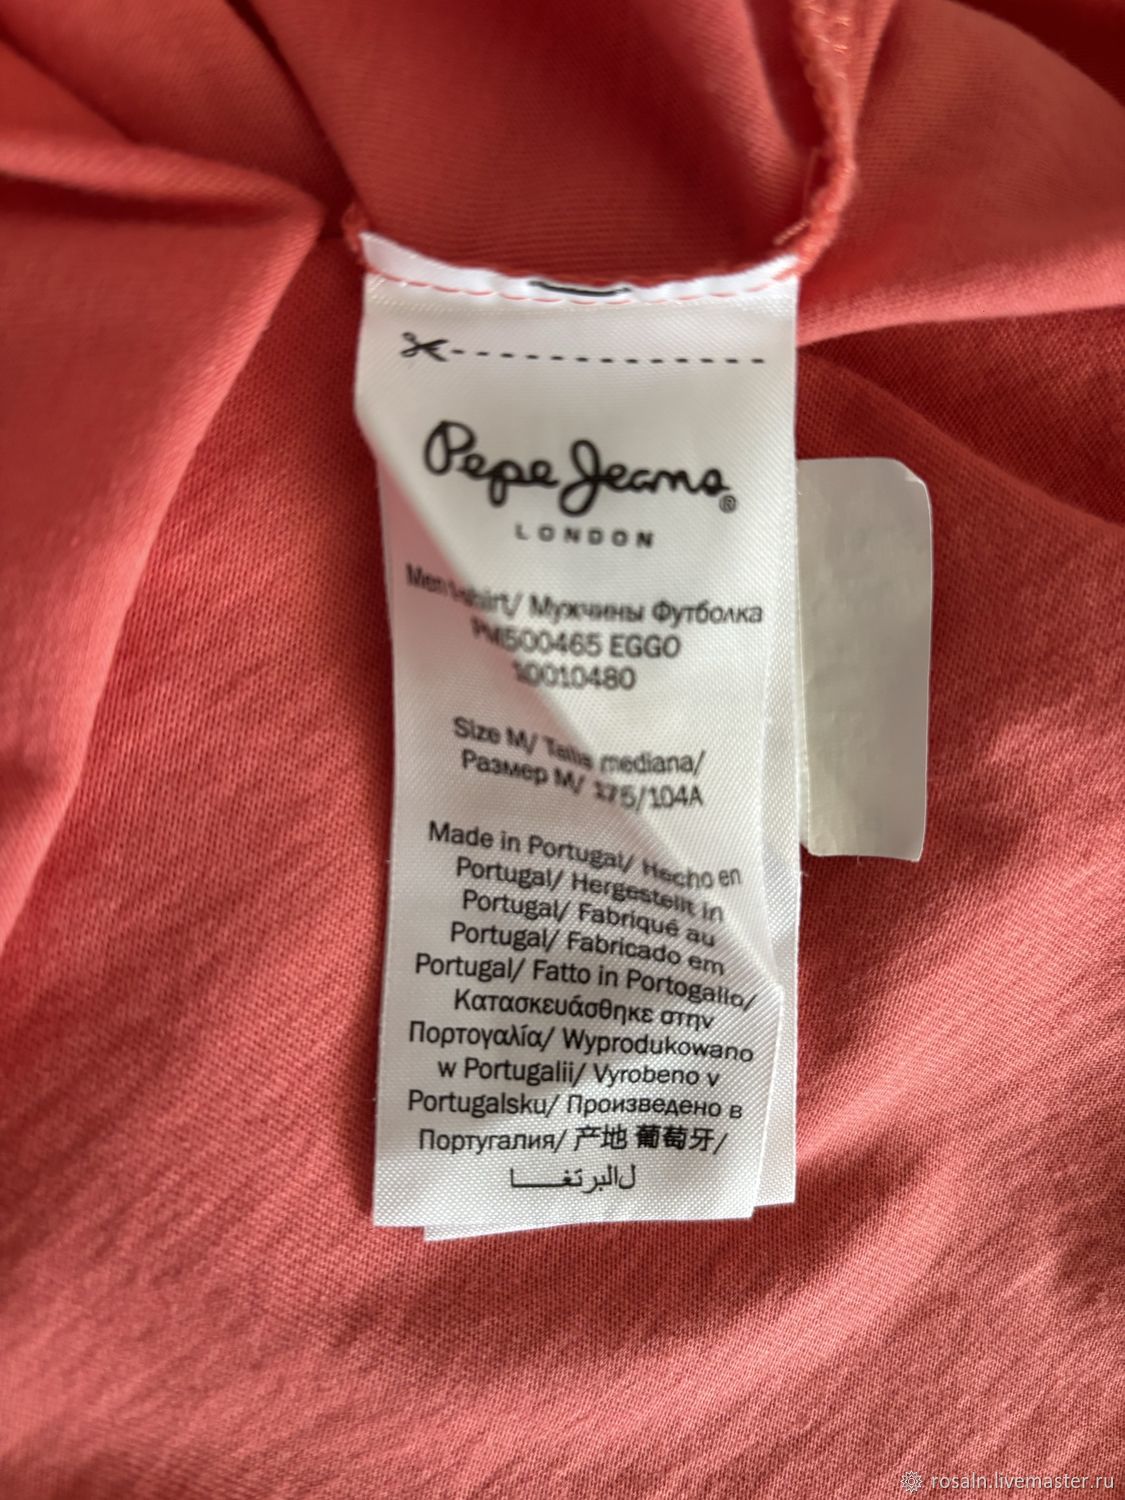 Pepe Jeans®
LONDON
Men t-shirt/ Мужчины Футболка
PM500465 EGGO
10010480
Size M/ Talla mediana/
Размер M/ 175/104A
Made in Portugal/ Hecho en
Portugal/ Hergestellt in
Portugal/ Fabriqué au
Portugal/ Fabricado em
Portugal/ Fatto in Portogallo/
Κατασκευάσθηκε στην
Πορτογαλία/ Wyprodukowano
w Portugalii/ Vyrobeno v
Portugalsku/ Произведено в
Португалия/ 产地 葡萄牙/
rosaln.livemaster.ru